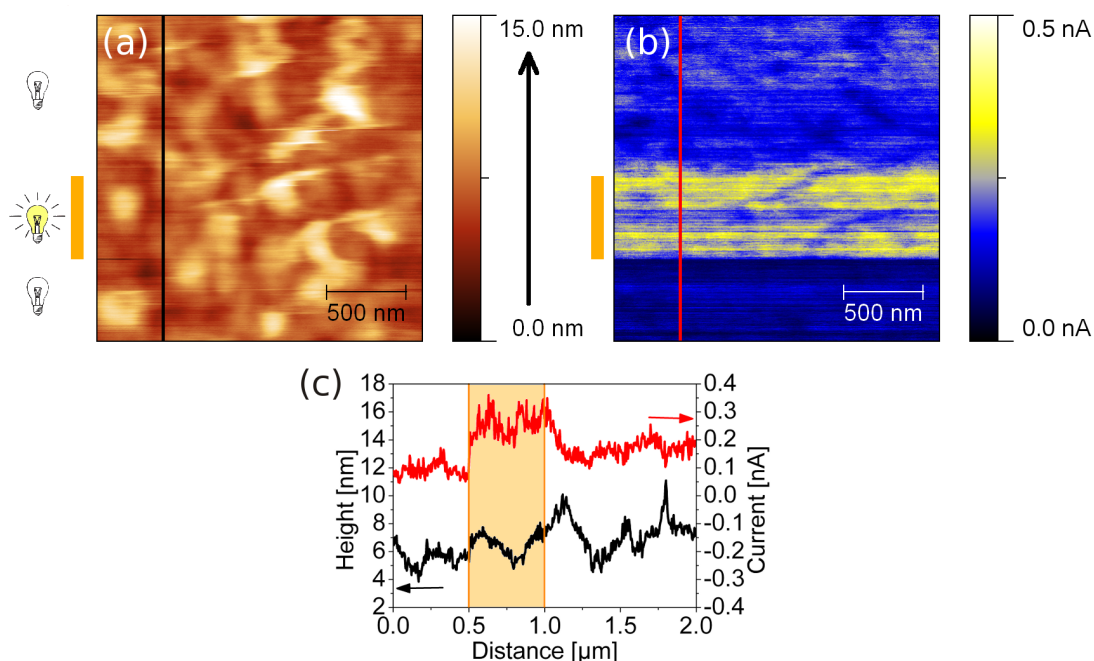 (a)
15.0 nm
0.0 nm
500 nm
(b)
0.5 nA
0.0 nA
500 nm
(c)
18
16
14
12
10
8
6
4
2
Height [nm]
0.4
0.3
0.2
0.1
0.0
-0.1
-0.2
-0.3
-0.4
Current [nA]
0.0 0.5 1.0 1.5 2.0
Distance [µm]